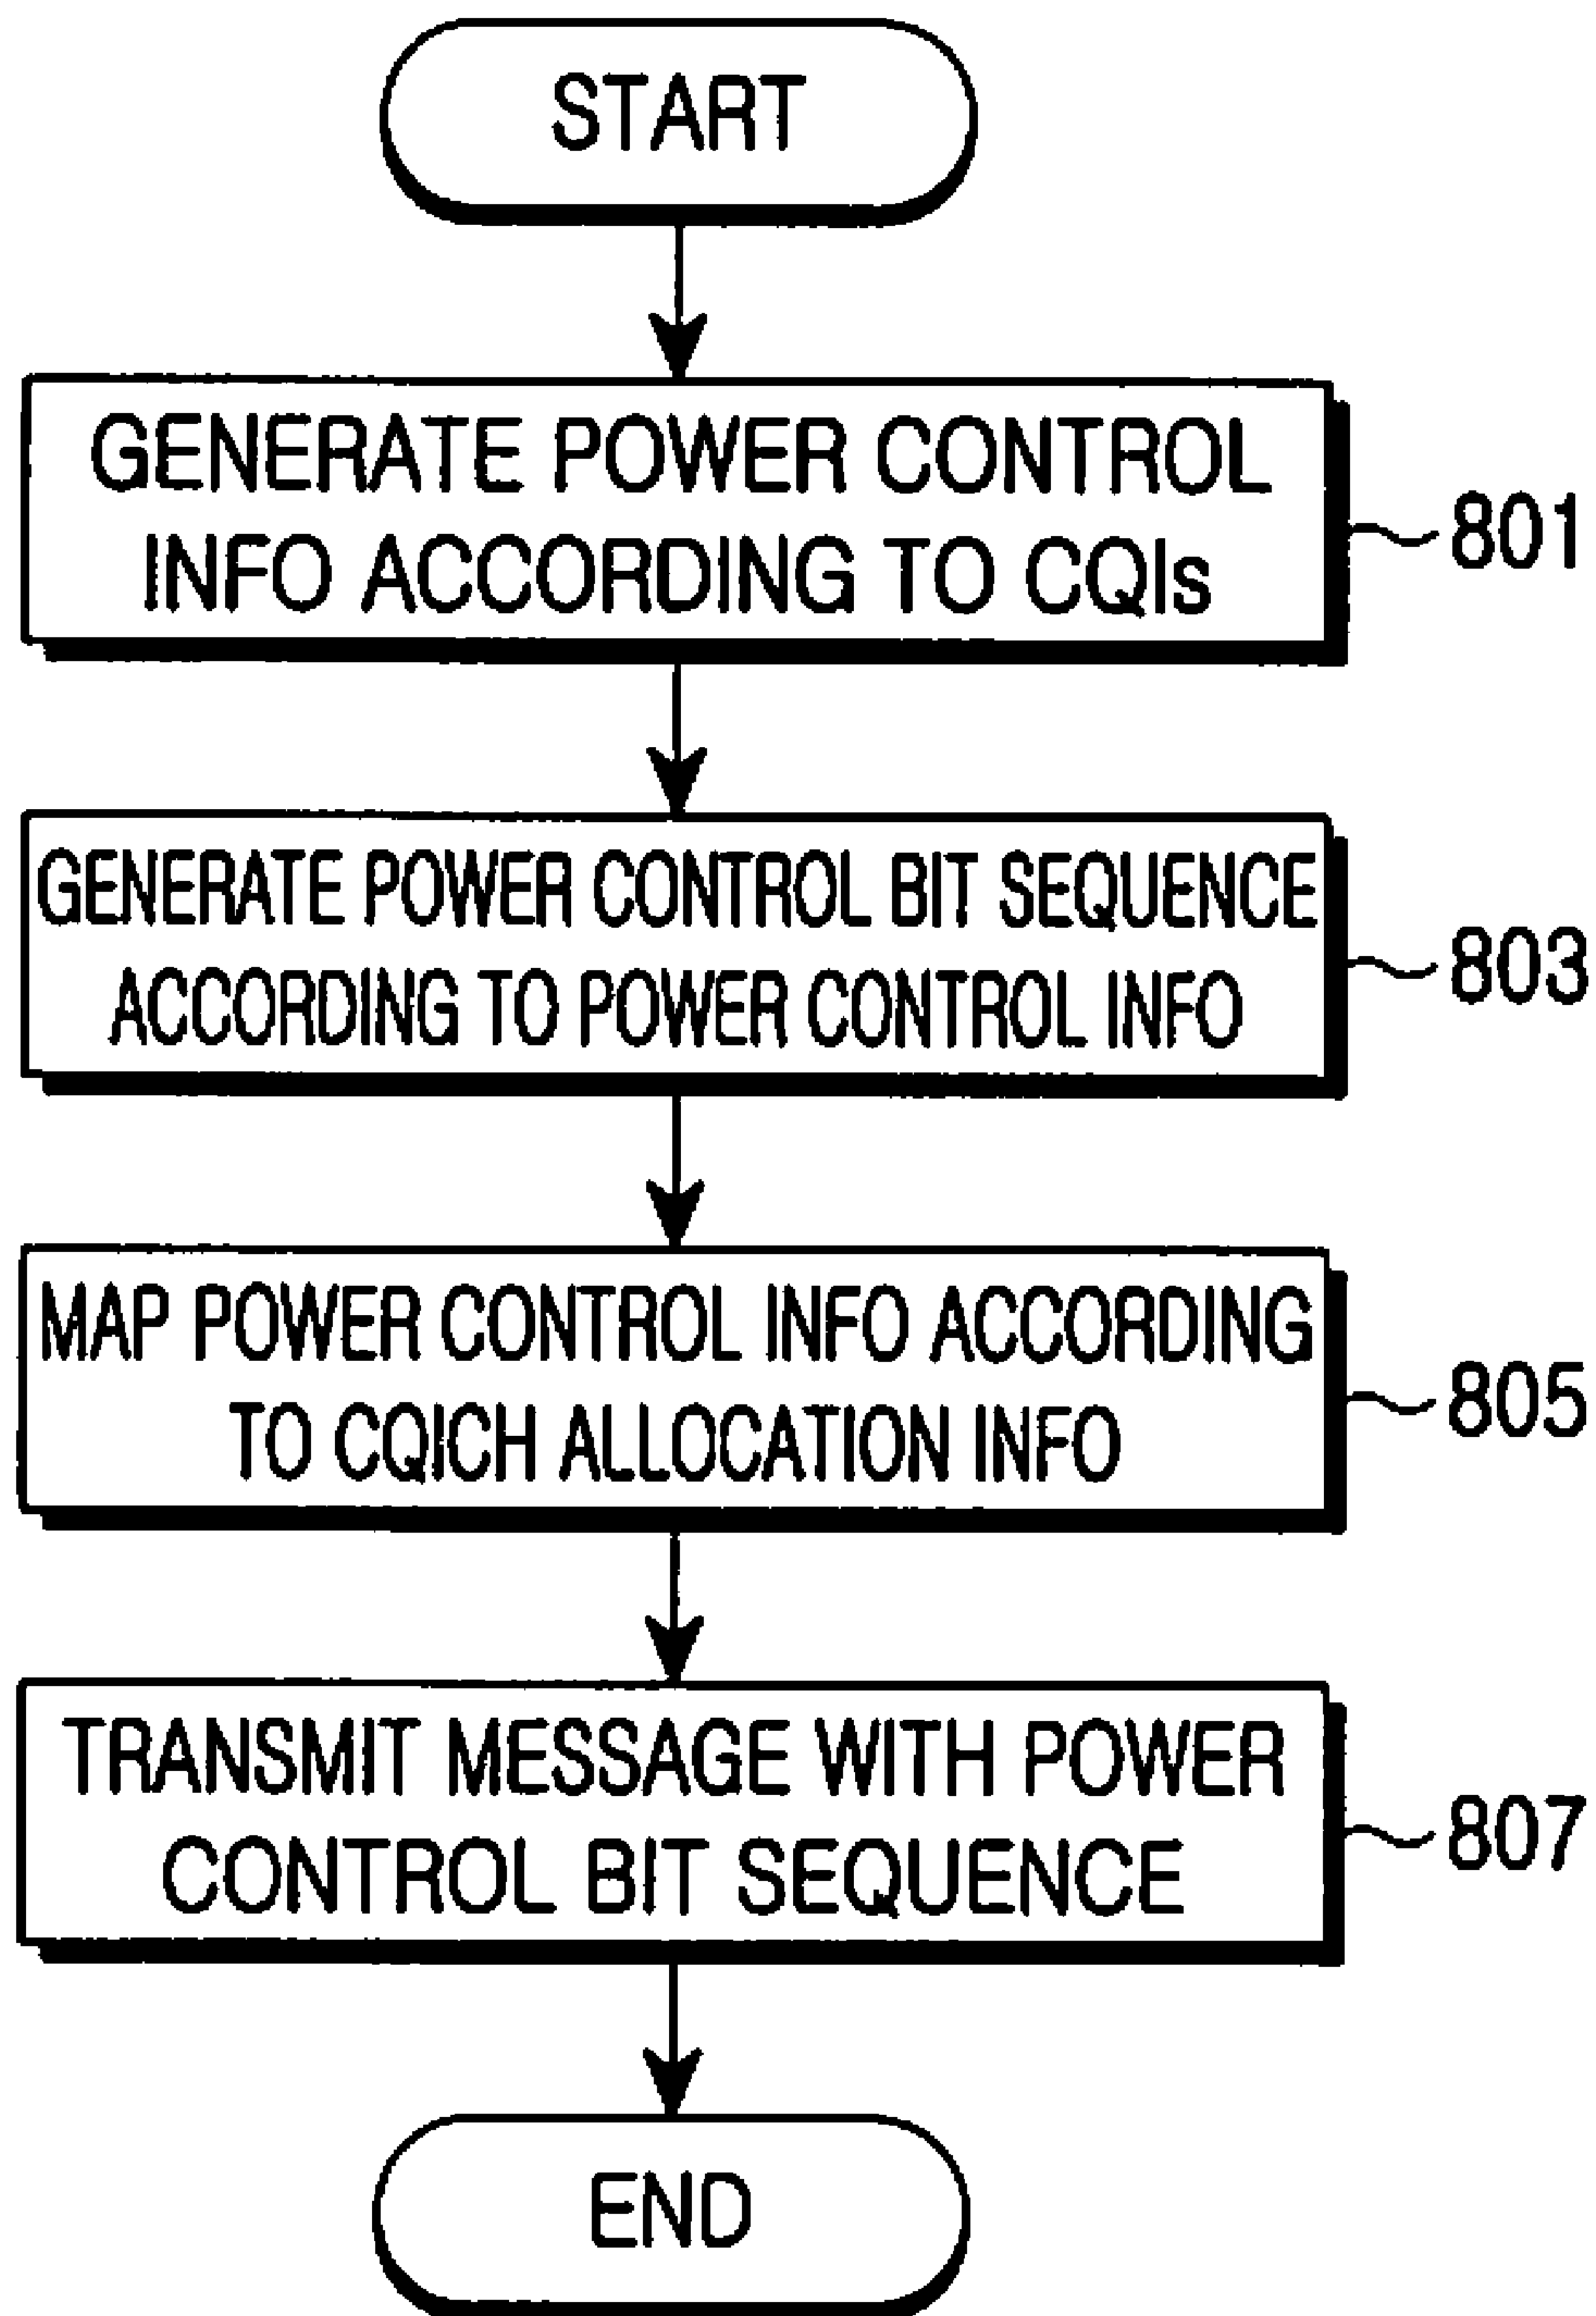 START
GENERATE POWER CONTROL
INFO ACCORDING TO CQIs
801
GENERATE POWER CONTROL BIT SEQUENCE
ACCORDING TO POWER CONTROL INFO
803
MAP POWER CONTROL INFO ACCORDING
TO CQICH ALLOCATION INFO
805
TRANSMIT MESSAGE WITH POWER
CONTROL BIT SEQUENCE
807
END